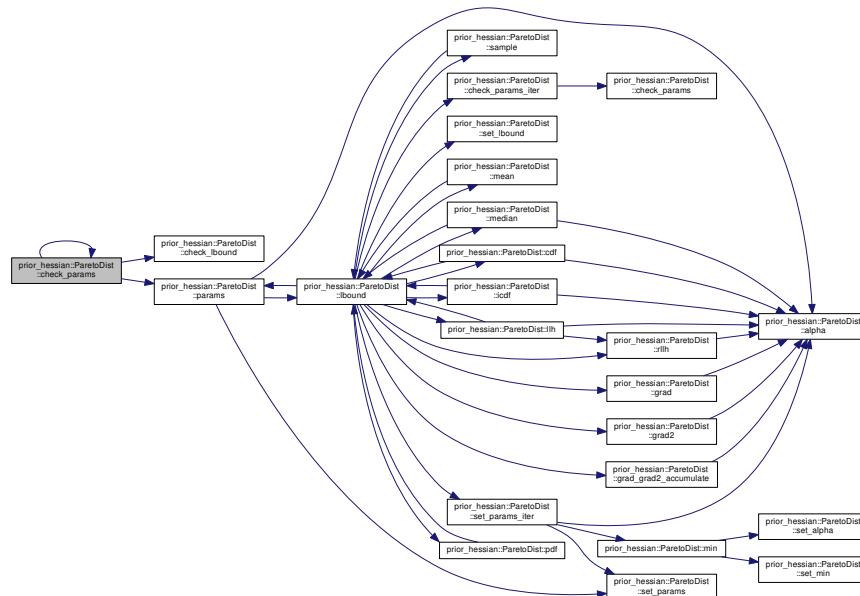 prior_hessian::ParetoDist
::sample
prior_hessian::ParetoDist
::check_params_iter
prior_hessian::ParetoDist
::check_params
prior_hessian::ParetoDist
::set_lbound
prior_hessian::ParetoDist
::mean
prior_hessian::ParetoDist
::median
prior_hessian::ParetoDist
::check_lbound
prior_hessian::ParetoDist::cdf
prior_hessian::ParetoDist
::check_params
prior_hessian::ParetoDist
::params
prior_hessian::ParetoDist
::lbound
prior_hessian::ParetoDist
::icdf
prior_hessian::ParetoDist::llh
prior_hessian::ParetoDist
::alpha
prior_hessian::ParetoDist
::rllh
prior_hessian::ParetoDist
::grad
prior_hessian::ParetoDist
::grad2
prior_hessian::ParetoDist
::grad_grad2_accumulate
prior_hessian::ParetoDist
::set_params_iter
prior_hessian::ParetoDist
::set_alpha
prior_hessian::ParetoDist::pdf
prior_hessian::ParetoDist::min
prior_hessian::ParetoDist
::set_min
prior_hessian::ParetoDist
::set_params